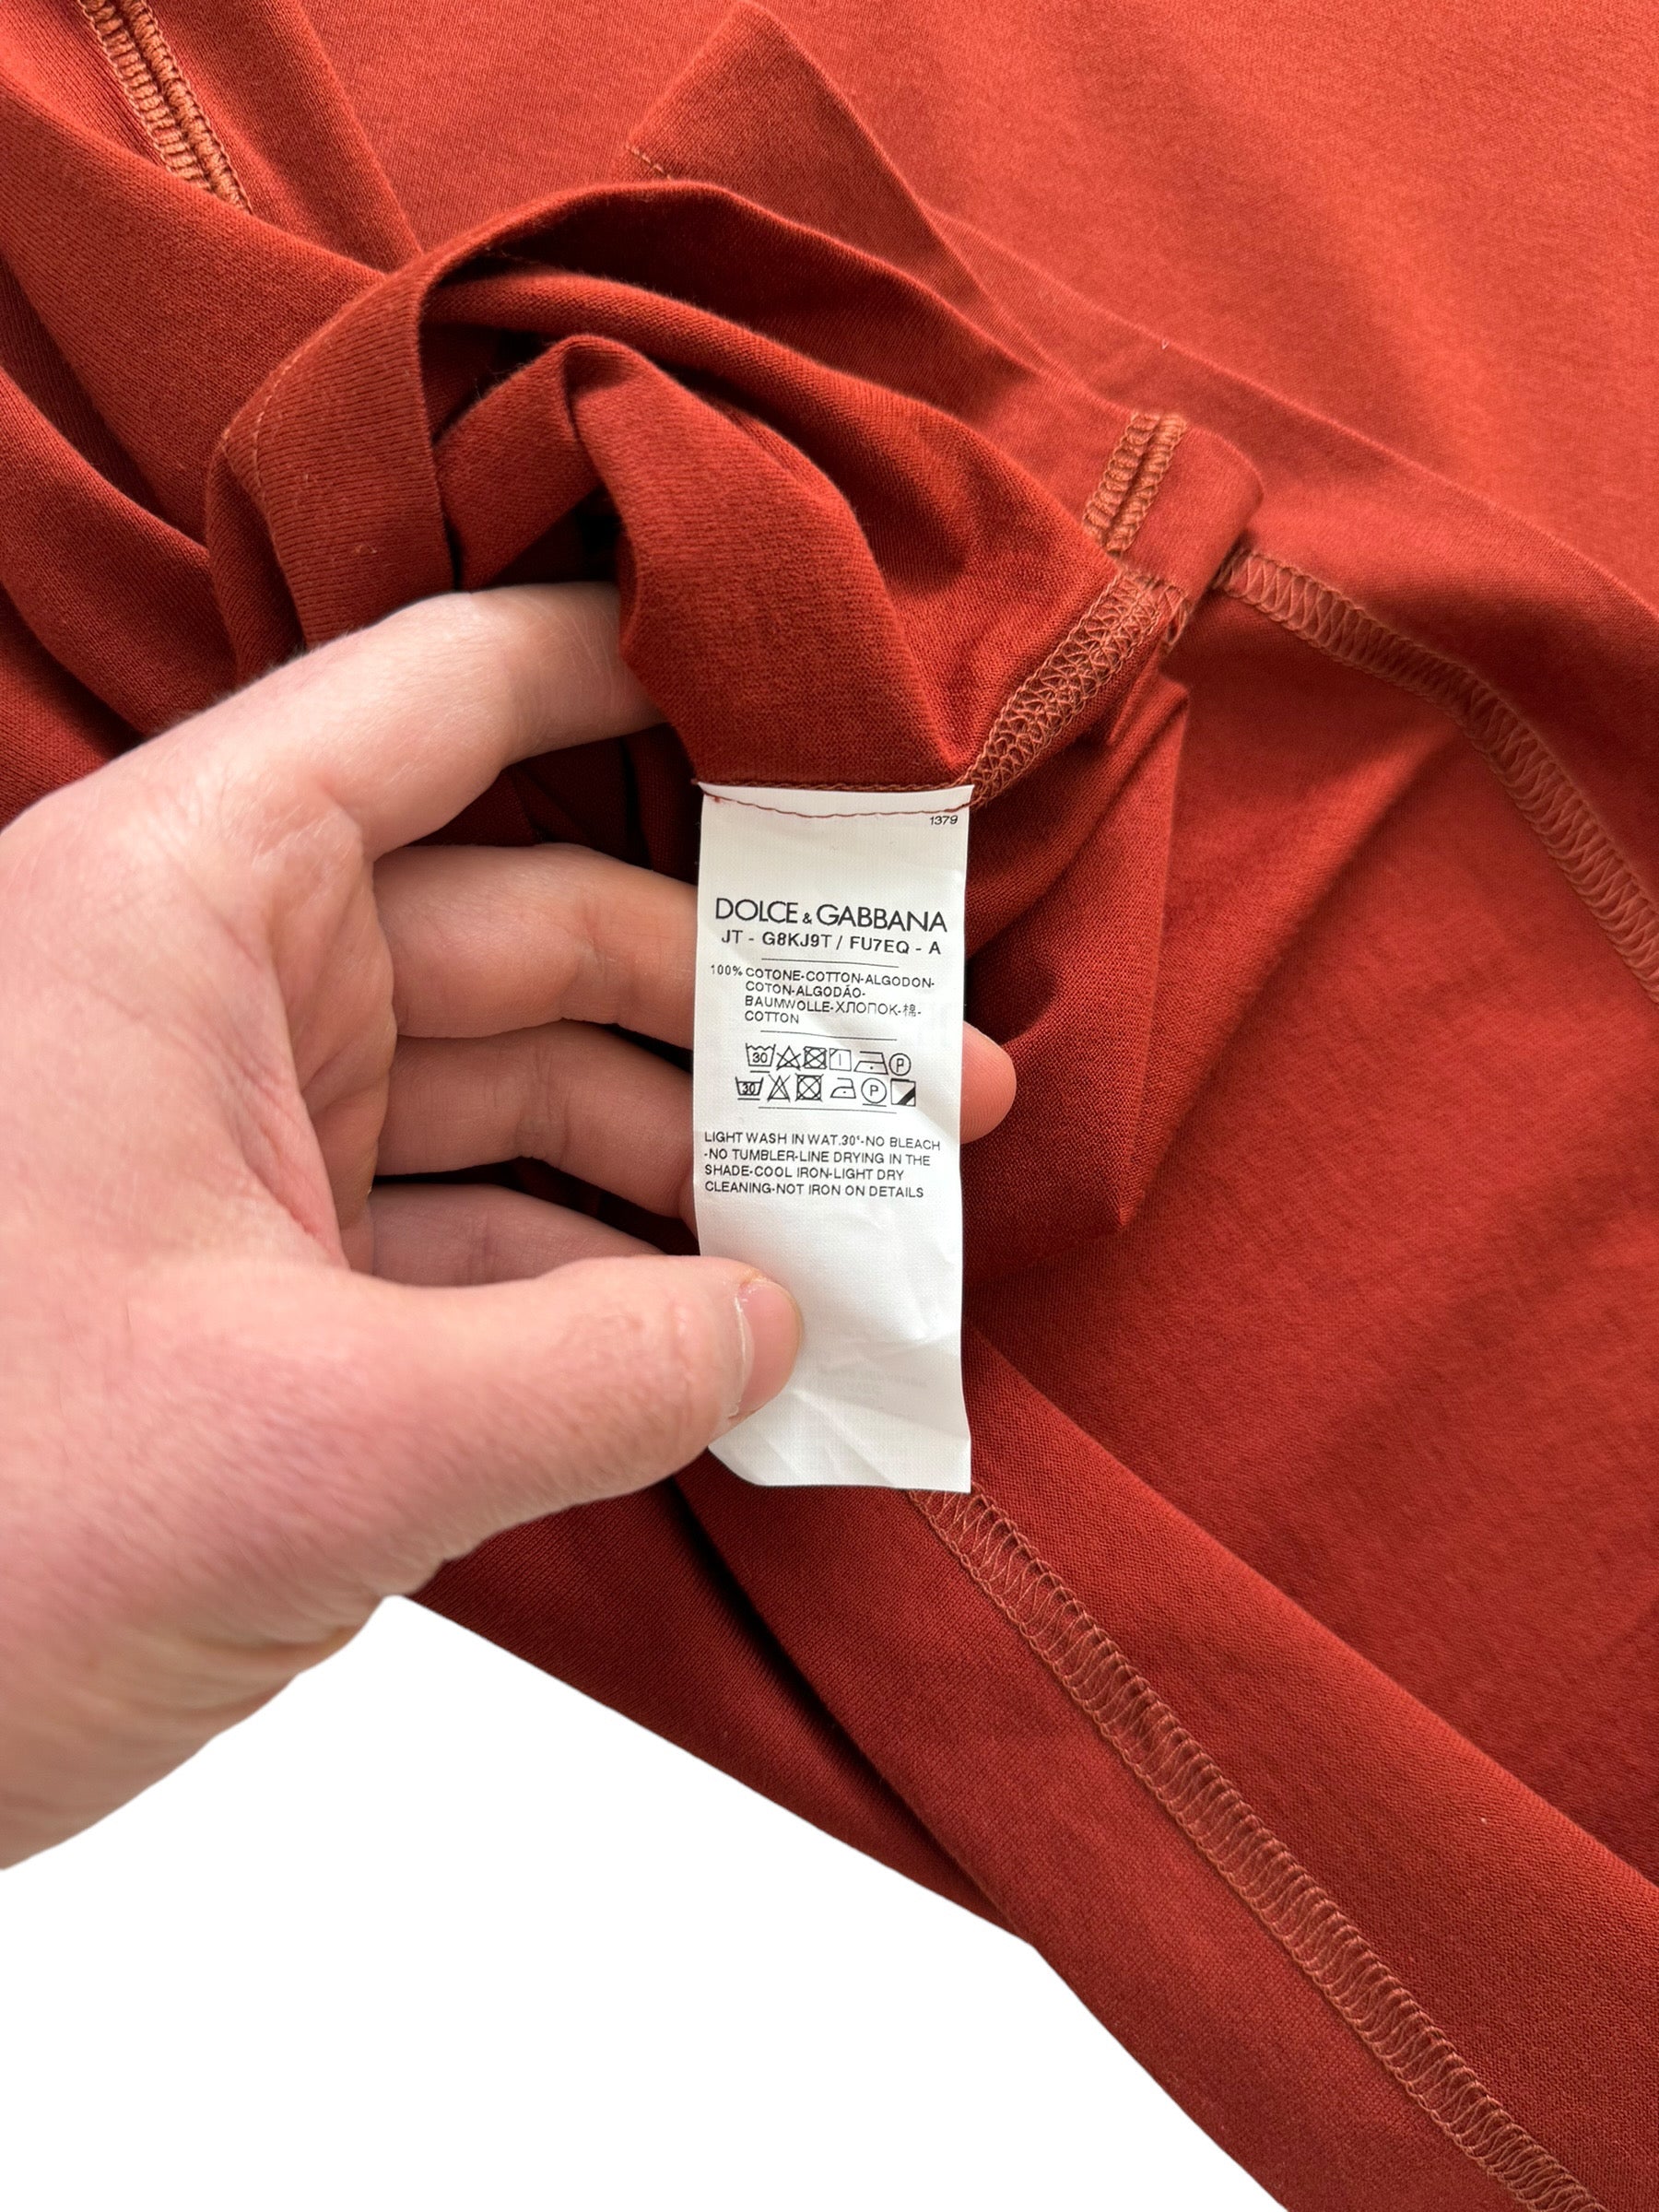 1379
DOLCE & GABBANA
JT - G8KJ9T / FU7EQ - A
100% COTONE-COTTON-ALGODON-
COTON-ALGODÃO-
BAUMWOLLE-ХЛОПОК-棉-
COTTON
30 P
30 P
LIGHT WASH IN WAT.30°-NO BLEACH
-NO TUMBLER-LINE DRYING IN THE
SHADE-COOL IRON-LIGHT DRY
CLEANING-NOT IRON ON DETAILS